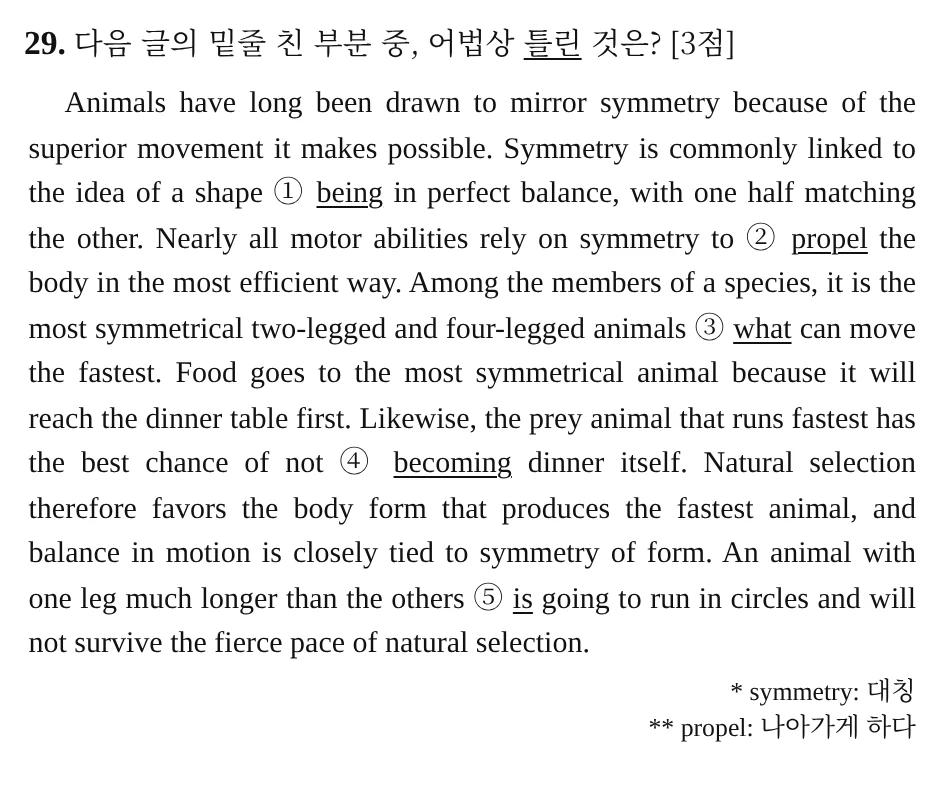 29. 다음 글의 밑줄 친 부분 중, 어법상 틀린 것은? [3점]
Animals have long been drawn to mirror symmetry because of the
superior movement it makes possible. Symmetry is commonly linked to
the idea of a shape ① being in perfect balance, with one half matching
the other. Nearly all motor abilities rely on symmetry to ② propel the
body in the most efficient way. Among the members of a species, it is the
most symmetrical two-legged and four-legged animals ③ what can move
the fastest. Food goes to the most symmetrical animal because it will
reach the dinner table first. Likewise, the prey animal that runs fastest has
the best chance of not ④ becoming dinner itself. Natural selection
therefore favors the body form that produces the fastest animal, and
balance in motion is closely tied to symmetry of form. An animal with
one leg much longer than the others ⑤ is going to run in circles and will
not survive the fierce pace of natural selection.
* symmetry: 대칭
** propel: 나아가게 하다